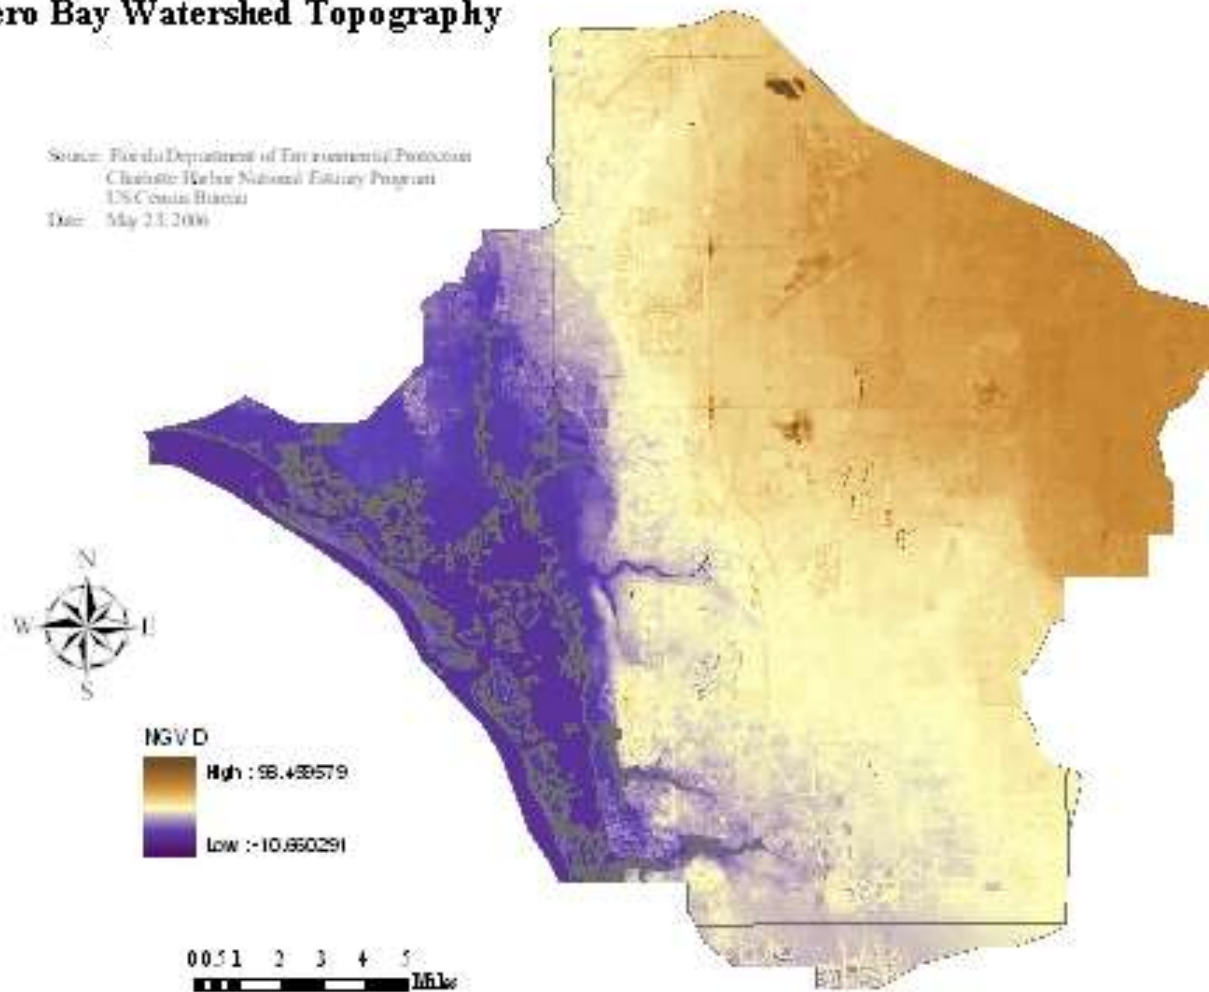 ero Bay Watershed Topography
Source: Florida Department of Environmental Protection
Charlotte Harbor National Estuary Program
US Census Bureau
Date: May 23, 2006
N
W E
S
NGVD
High : 98.459579
Low : -10.660291
0 0.5 1 2 3 4 5
Miles